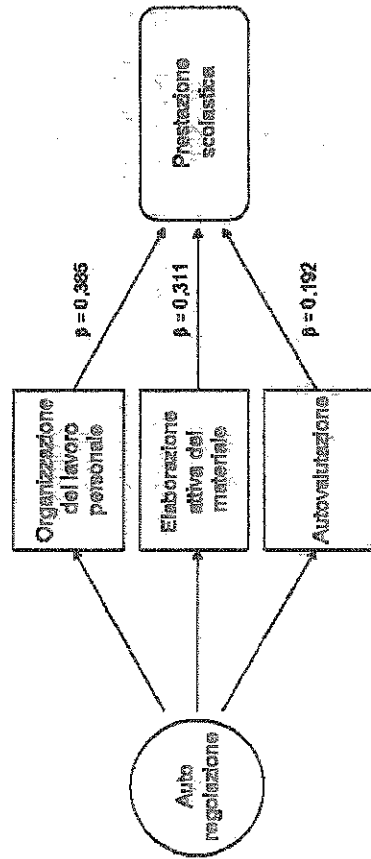 Auto
regolazione
Organizzazione
del lavoro
personale
Elaborazione
attiva del
materiale
Autovalutazione
β = 0,385
β = 0,311
β = 0,192
Prestazione
scolastica